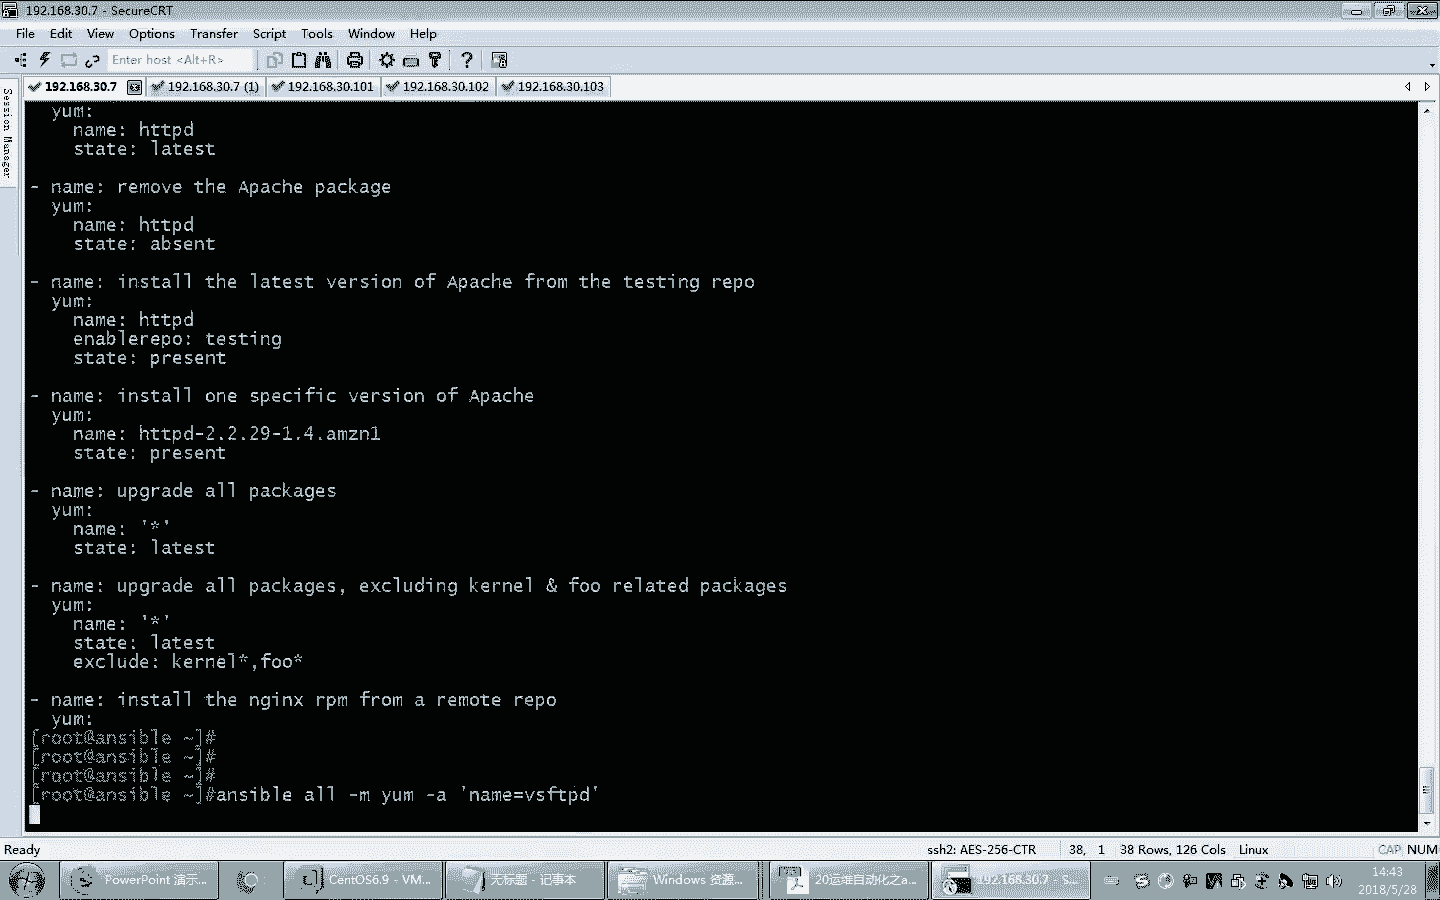 192.168.30.7 - SecureCRT
File Edit View Options Transfer Script Tools Window Help
Enter host <Alt+R>
Session Manager
192.168.30.7 192.168.30.7 (1) 192.168.30.101 192.168.30.102 192.168.30.103
yum:
name: httpd
state: latest
- name: remove the Apache package
yum:
name: httpd
state: absent
- name: install the latest version of Apache from the testing repo
yum:
name: httpd
enablerepo: testing
state: present
- name: install one specific version of Apache
yum:
name: httpd-2.2.29-1.4.amzn1
state: present
- name: upgrade all packages
yum:
name: '*'
state: latest
- name: upgrade all packages, excluding kernel & foo related packages
yum:
name: '*'
state: latest
exclude: kernel*,foo*
- name: install the nginx rpm from a remote repo
yum:
[root@ansible ~]#
[root@ansible ~]#
[root@ansible ~]#
[root@ansible ~]#ansible all -m yum -a 'name=vsftpd'
Ready ssh2: AES-256-CTR 38, 1 38 Rows, 126 Cols Linux CAP NUM
PowerPoint 演示... CentOS6.9 - VM... 无标题 - 记事本 Windows 资源... 20运维自动化之a... 192.168.30.7 - S...
14:43
2018/5/28